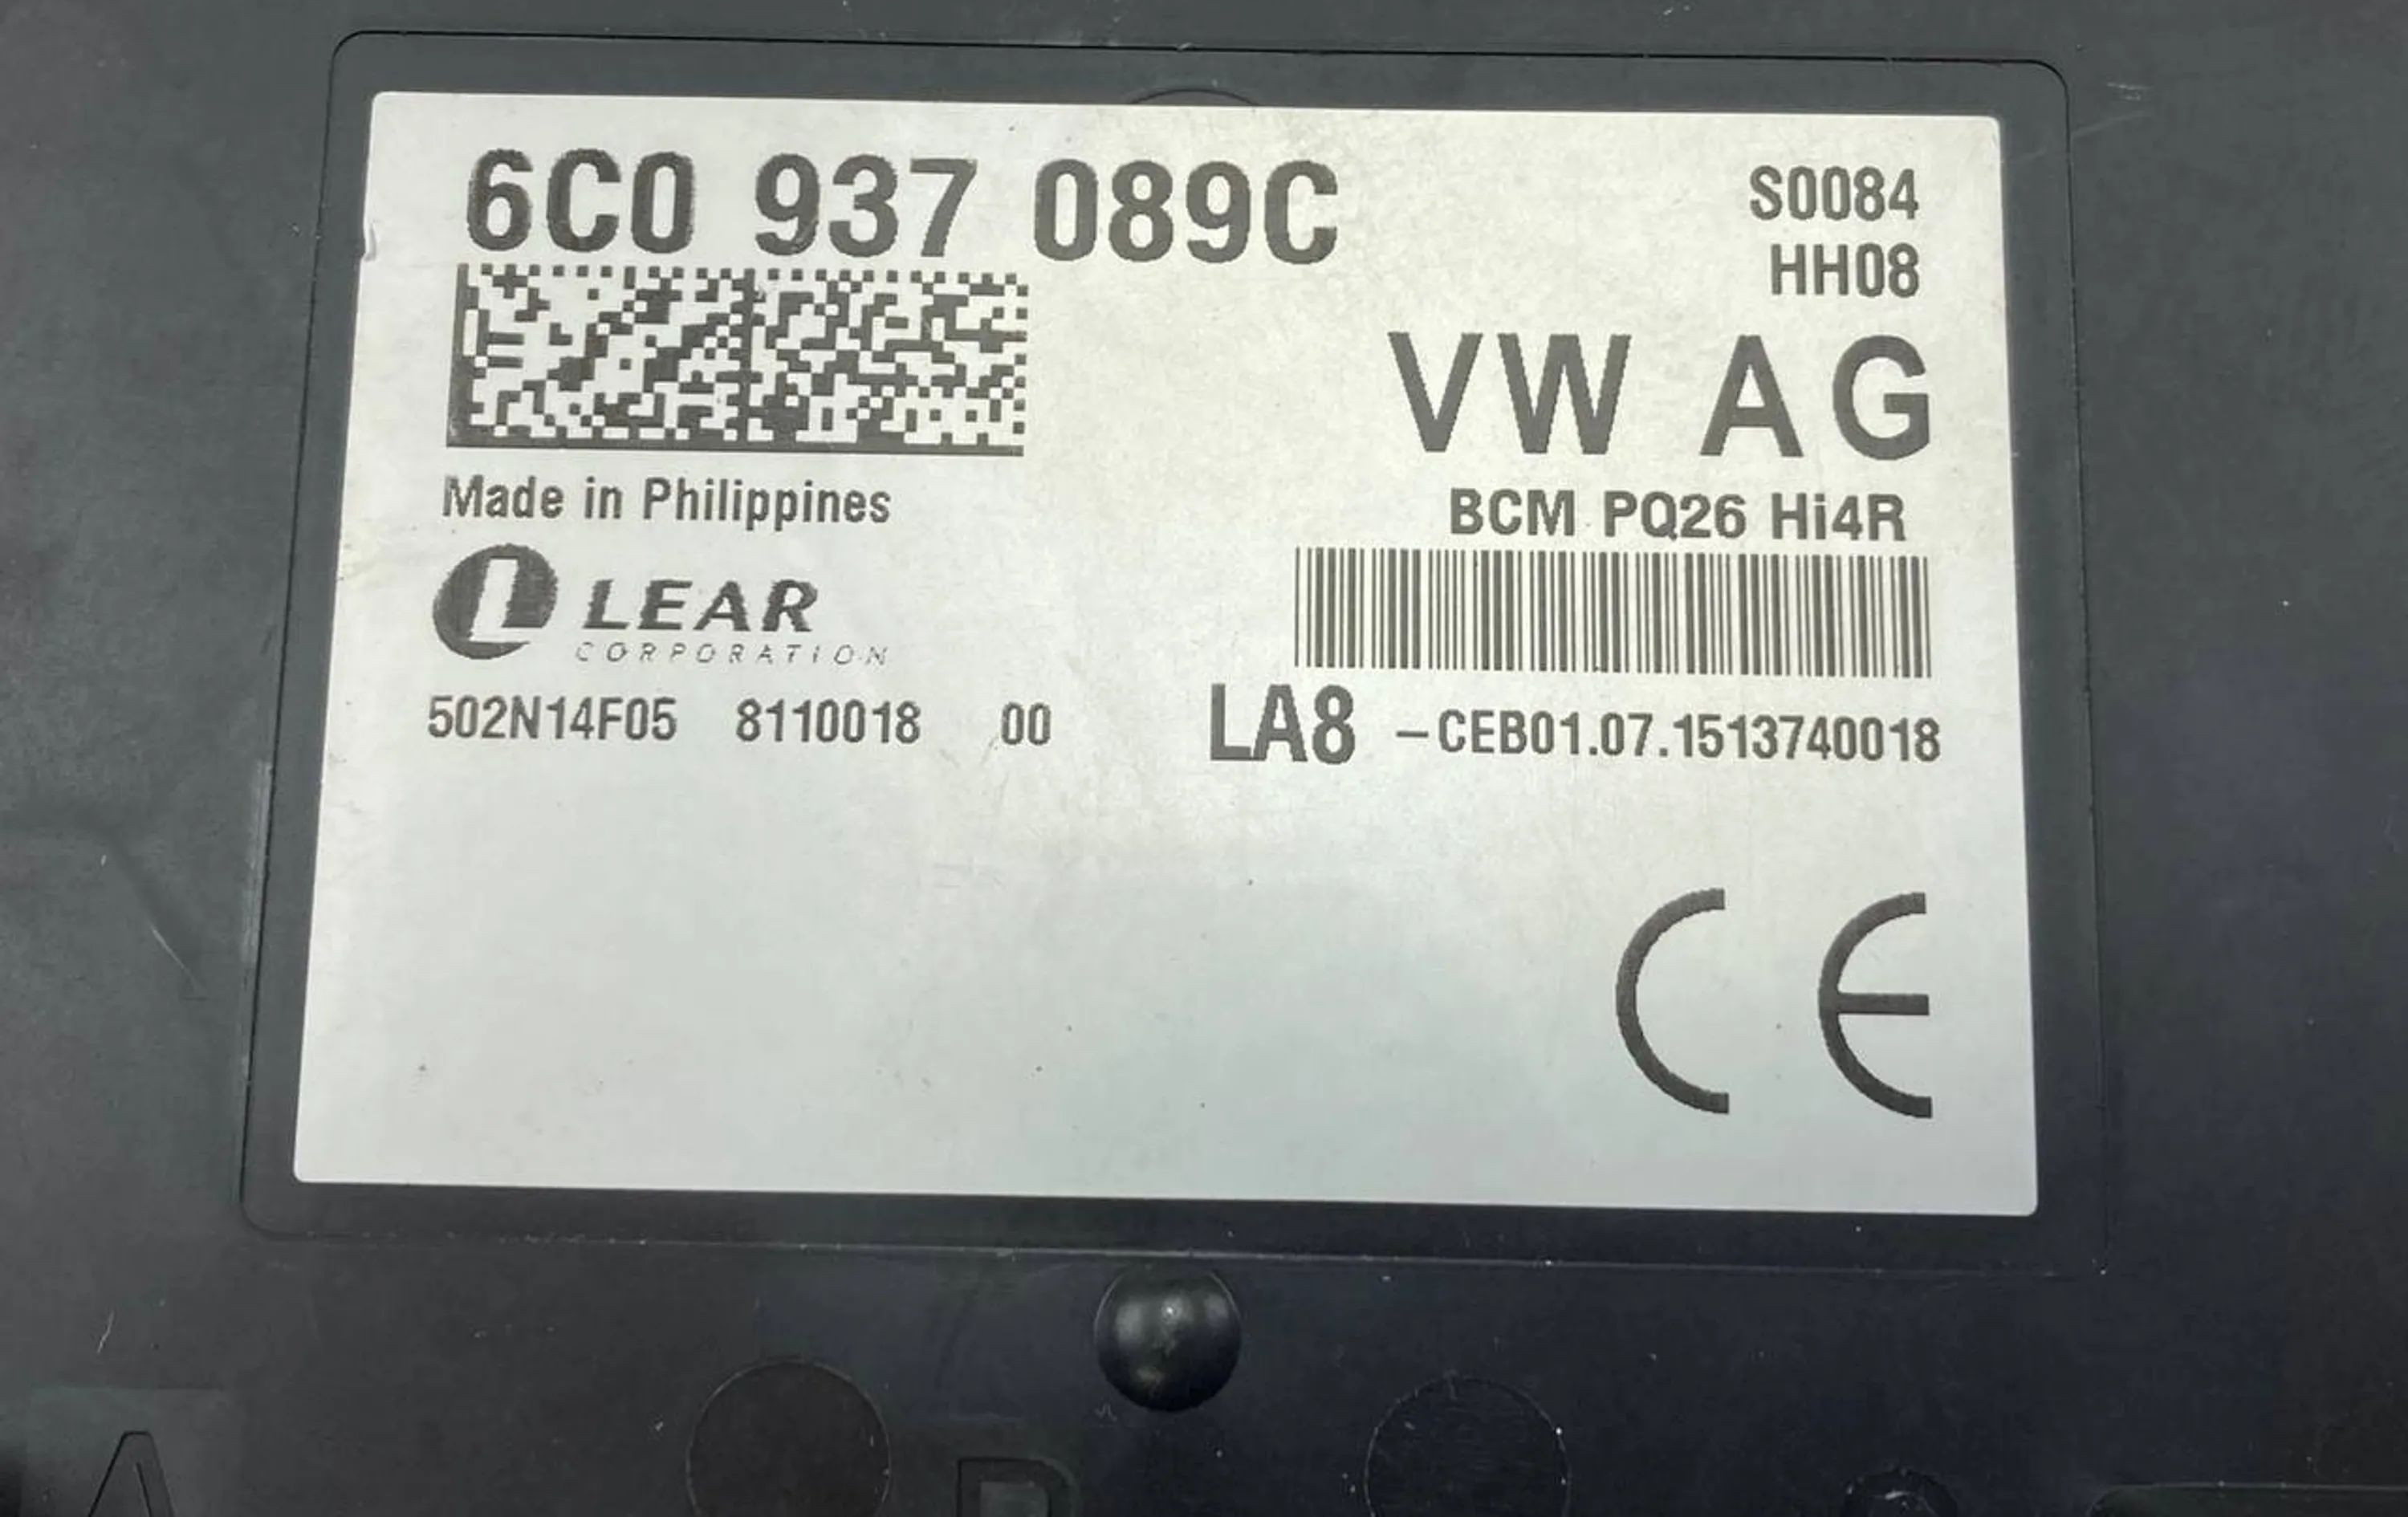 6C0 937 089C
S0084
HH08
VW AG
Made in Philippines
BCM PQ26 Hi4R
LEAR
CORPORATION
502N14F05 8110018 00
LA8 -CEB01.07.1513740018
CE
A